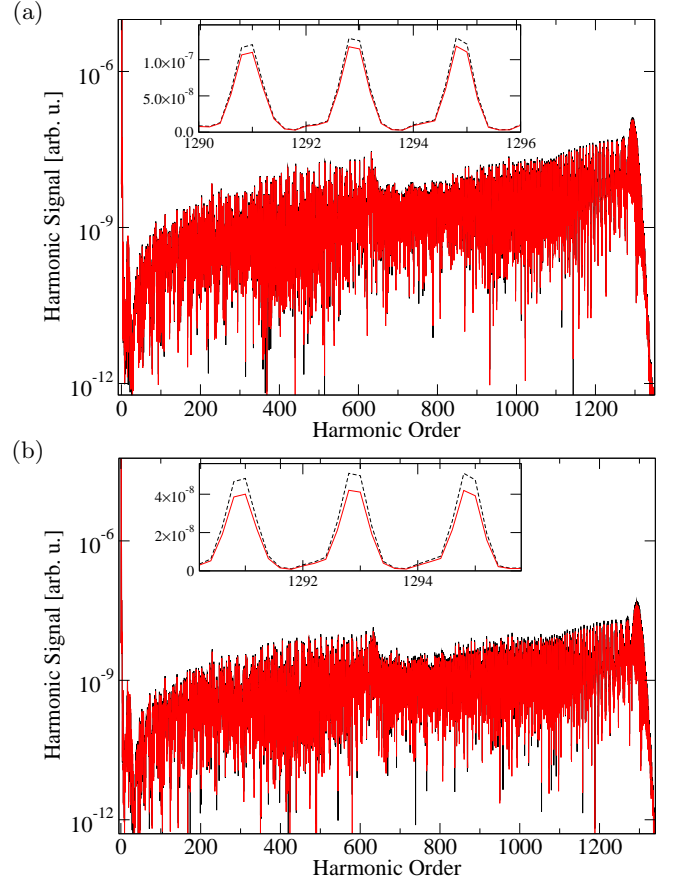 (a)
10⁻⁶
10⁻⁹
10⁻¹²
Harmonic Signal [arb. u.]
1.0×10⁻⁷
5.0×10⁻⁸
0.0
1290 1292 1294 1296
0 200 400 600 800 1000 1200
Harmonic Order
(b)
10⁻⁶
10⁻⁹
10⁻¹²
Harmonic Signal [arb. u.]
4×10⁻⁸
2×10⁻⁸
0
1292 1294
0 200 400 600 800 1000 1200
Harmonic Order